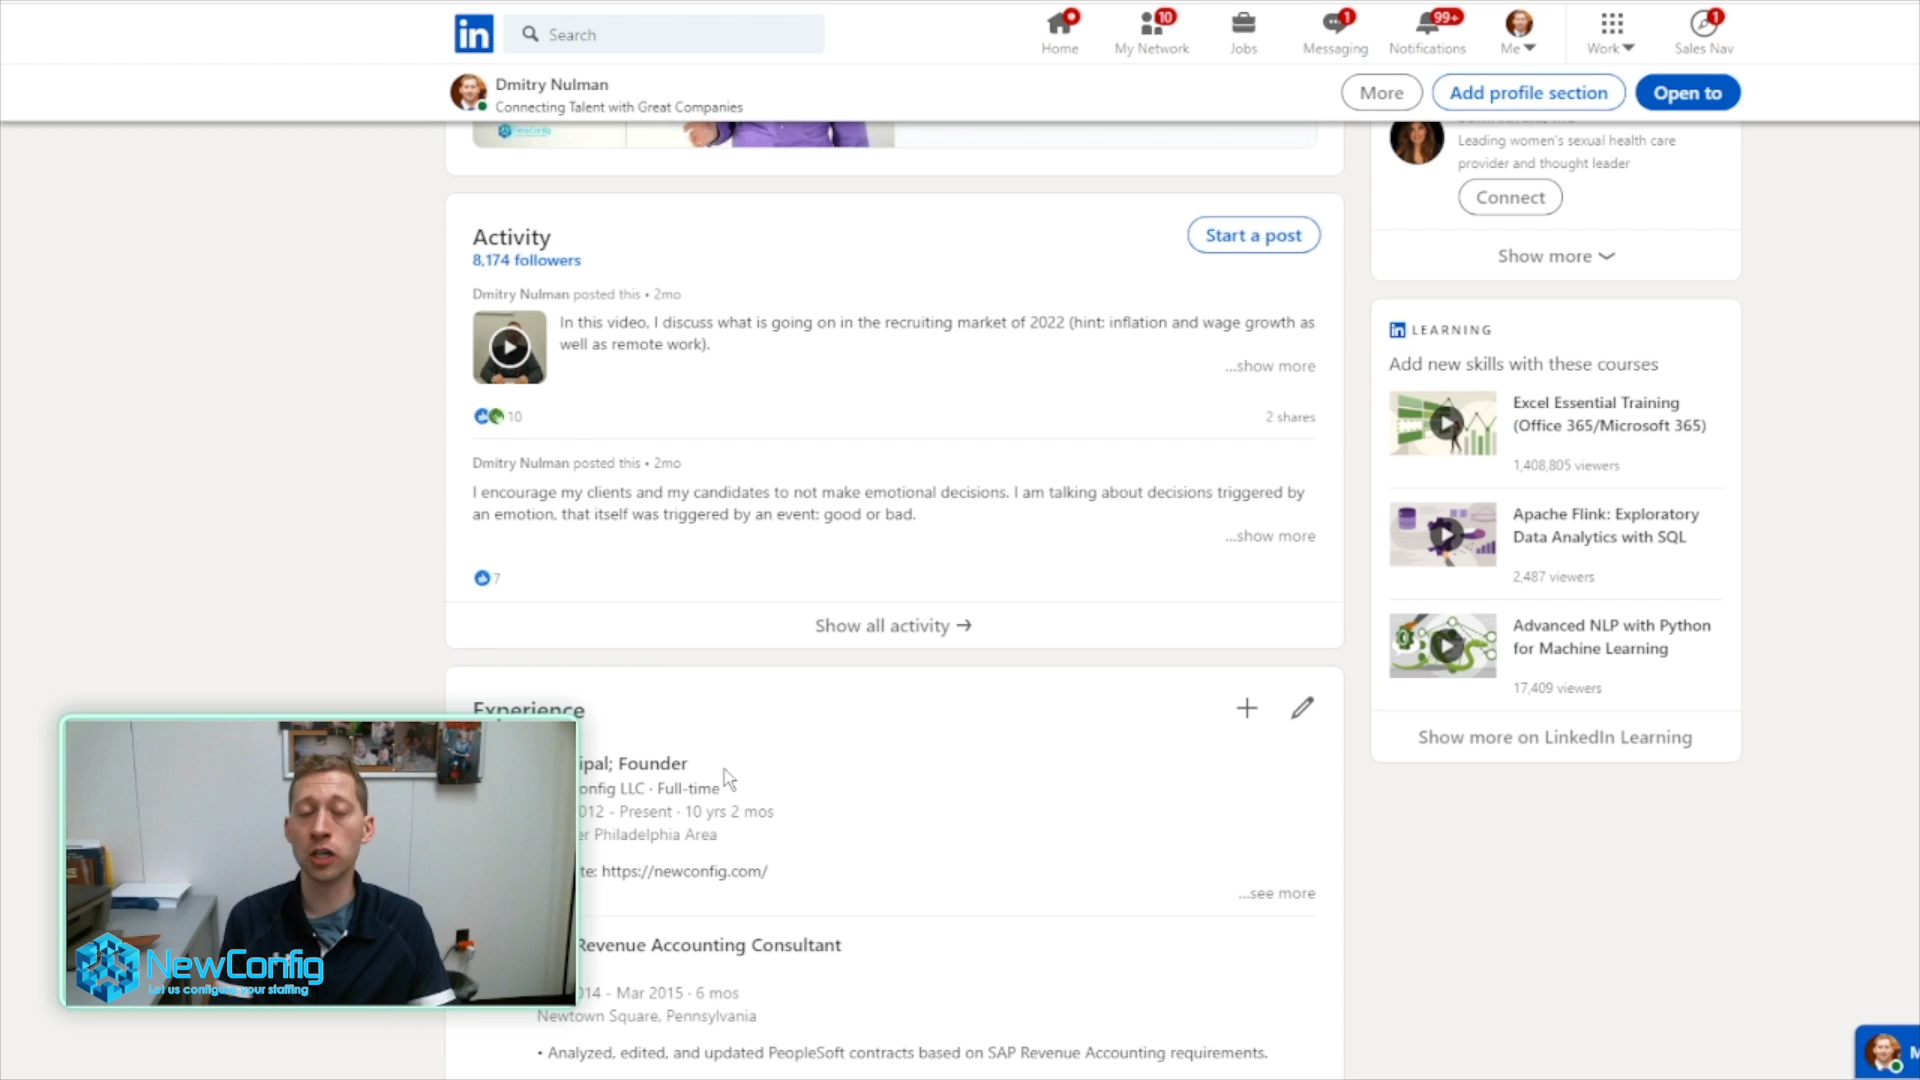 in
Search
Home
10
My Network
Jobs
1
Messaging
99+
Notifications
Me
Work
1
Sales Nav
Dmitry Nulman
Connecting Talent with Great Companies
More
Add profile section
Open to
NewConfig
Leading women's sexual health care
provider and thought leader
Connect
Show more
Activity
8,174 followers
Start a post
Dmitry Nulman posted this • 2mo
In this video, I discuss what is going on in the recruiting market of 2022 (hint: inflation and wage growth as
well as remote work).
...show more
10
2 shares
Dmitry Nulman posted this • 2mo
I encourage my clients and my candidates to not make emotional decisions. I am talking about decisions triggered by
an emotion, that itself was triggered by an event: good or bad.
...show more
7
Show all activity →
in LEARNING
Add new skills with these courses
Excel Essential Training
(Office 365/Microsoft 365)
1,408,805 viewers
Apache Flink: Exploratory
Data Analytics with SQL
2,487 viewers
Advanced NLP with Python
for Machine Learning
17,409 viewers
Show more on LinkedIn Learning
Experience
ipal; Founder
onfig LLC · Full-time
012 - Present · 10 yrs 2 mos
er Philadelphia Area
te: https://newconfig.com/
...see more
Revenue Accounting Consultant
014 - Mar 2015 · 6 mos
Newtown Square, Pennsylvania
• Analyzed, edited, and updated PeopleSoft contracts based on SAP Revenue Accounting requirements.
NewConfig
Let us configure your staffing
M